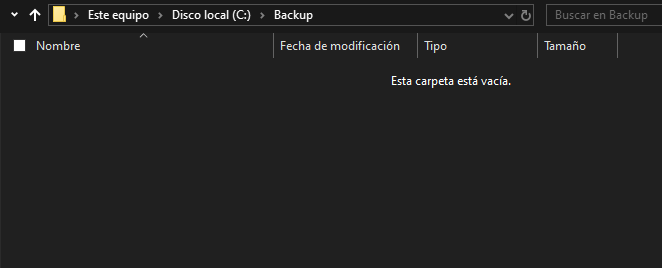 Este equipo > Disco local (C:) > Backup
Buscar en Backup
Nombre Fecha de modificación Tipo Tamaño
Esta carpeta está vacía.